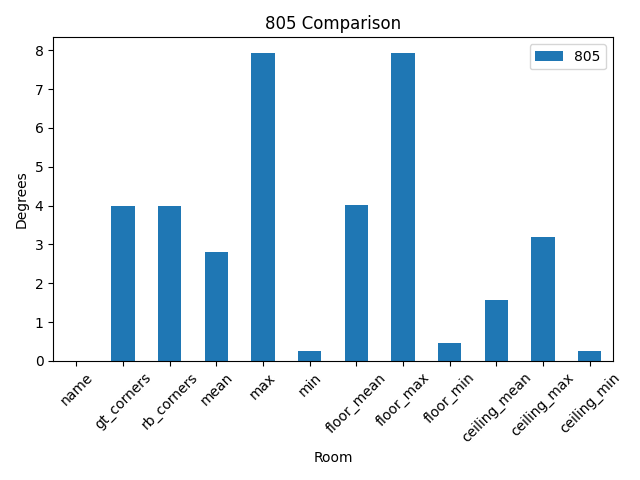 805 Comparison
805
Degrees
8
7
6
5
4
3
2
1
0
name
gt_corners
rb_corners
mean
max
min
floor_mean
floor_max
floor_min
ceiling_mean
ceiling_max
ceiling_min
Room